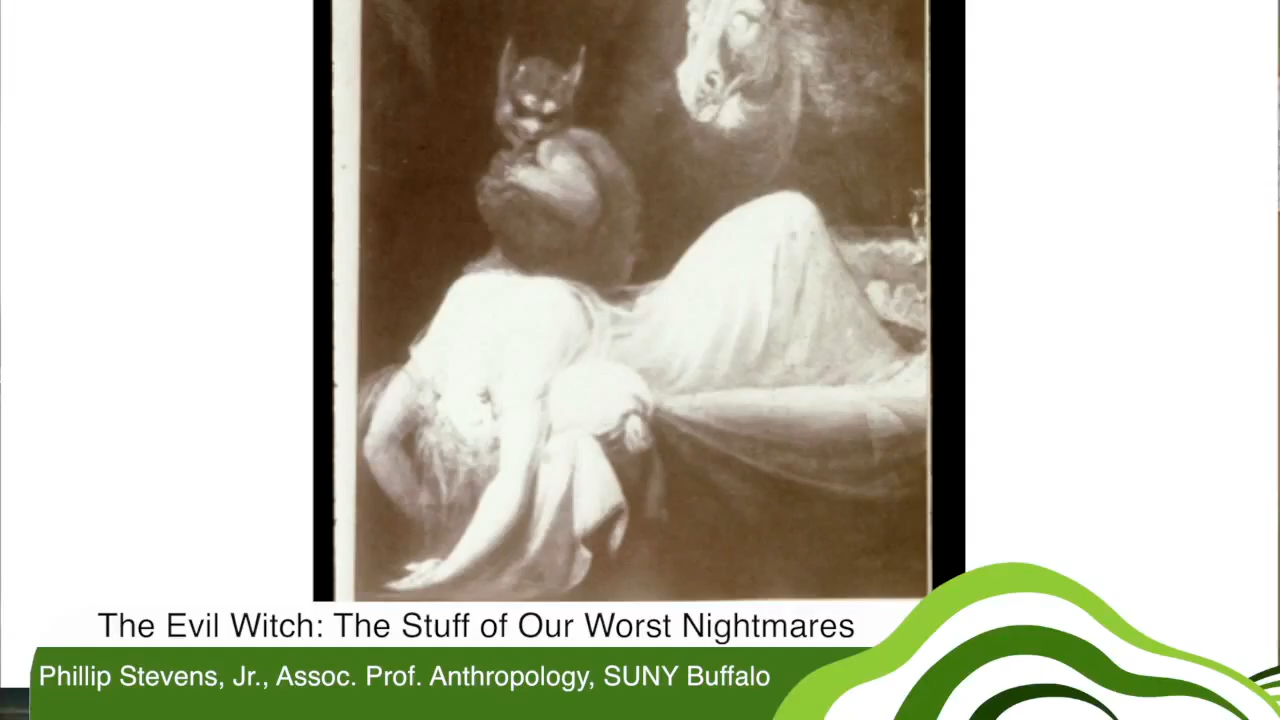 The Evil Witch: The Stuff of Our Worst Nightmares
Phillip Stevens, Jr., Assoc. Prof. Anthropology, SUNY Buffalo